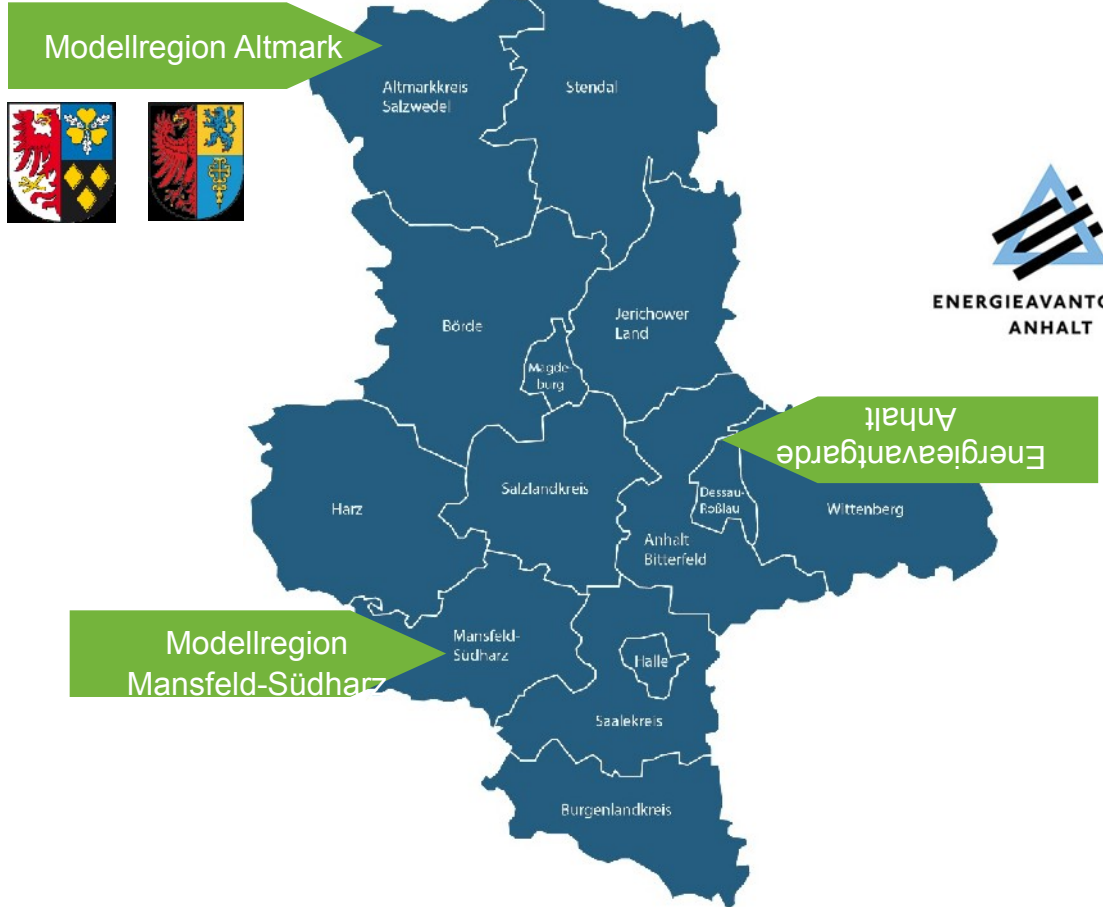 Modellregion Altmark
Altmarkkreis
Salzwedel
Stendal
ENERGIEAVANTG
ANHALT
Börde
Jerichower
Land
Magde-
burg
Energieavantgarde
Anhalt
Harz
Salzlandkreis
Dessau-
Roßlau
Wittenberg
Anhalt
Bitterfeld
Modellregion
Mansfeld-Südharz
Mansfeld-
Südharz
Halle
Saalekreis
Burgenlandkreis